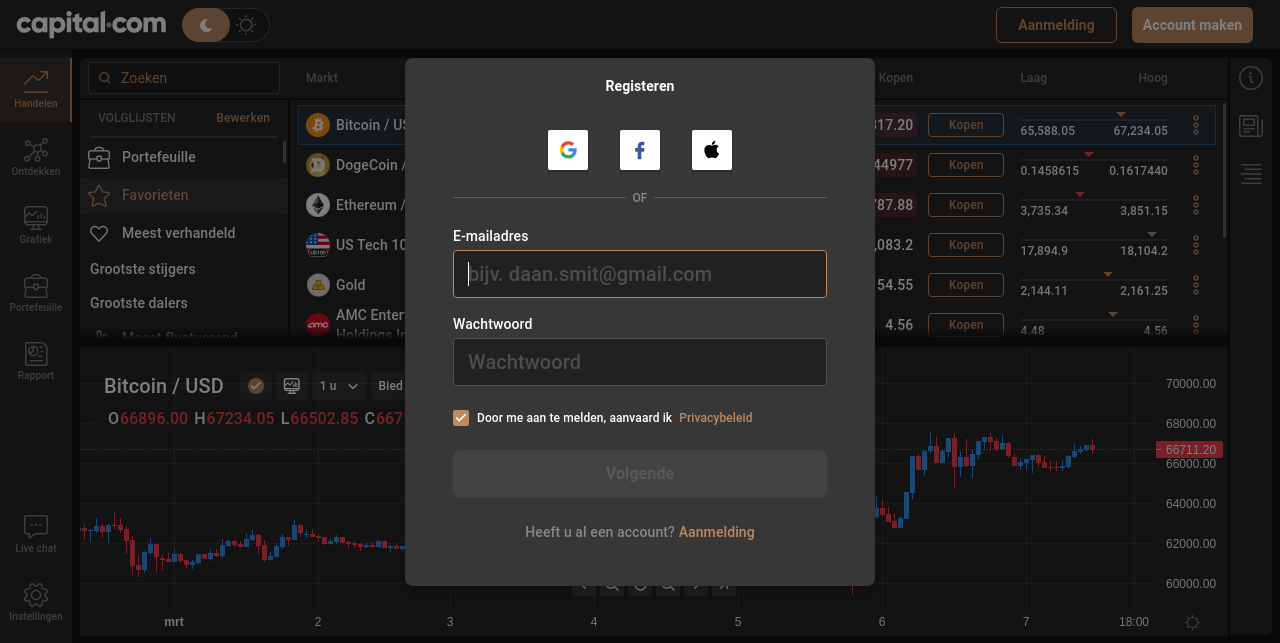 capital.com
Aanmelding
Account maken
Handelen
Ontdekken
Grafiek
Portefeuille
Rapport
Live chat
Instellingen
Zoeken
VOLGLIJSTEN Bewerken
Portefeuille
Favorieten
Meest verhandeld
Grootste stijgers
Grootste dalers
Meest fluctuerend
Markt Kopen Laag Hoog
Bitcoin / US 317.20 Kopen 65,588.05 67,234.05
DogeCoin / 44977 Kopen 0.1458615 0.1617440
Ethereum / 787.88 Kopen 3,735.34 3,851.15
US100 US Tech 10 ,083.2 Kopen 17,894.9 18,104.2
Gold 54.55 Kopen 2,144.11 2,161.25
amc AMC Enter 4.56 Kopen 4.48 4.56
Holdings In
Registeren
OF
E-mailadres
bijv. daan.smit@gmail.com
Wachtwoord
Wachtwoord
Door me aan te melden, aanvaard ik Privacybeleid
Volgende
Heeft u al een account? Aanmelding
Bitcoin / USD 1 u Bied
O66896.00 H67234.05 L66502.85 C667
70000.00
68000.00
66711.20
66000.00
64000.00
62000.00
60000.00
mrt 2 3 4 5 6 7 18:00